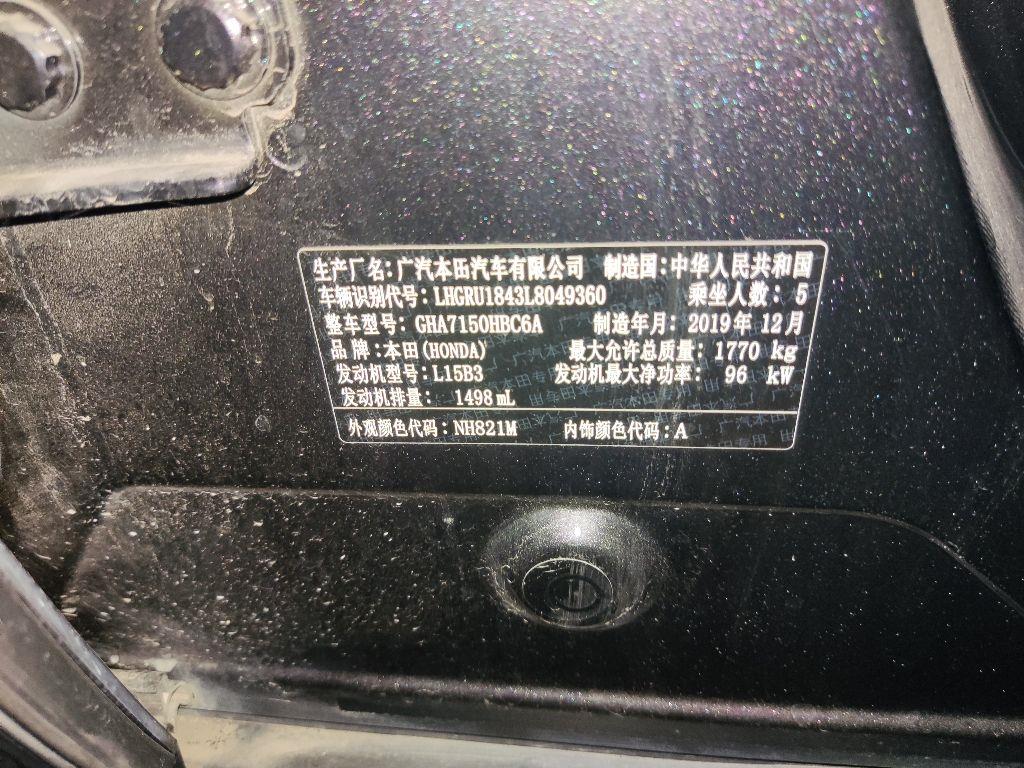 生产厂名：广汽本田汽车有限公司 制造国：中华人民共和国
车辆识别代号：LHGRU1843L8049360 乘坐人数：5
整车型号：GHA7150HBC6A 制造年月：2019年12月
品牌：本田(HONDA) 最大允许总质量：1770 kg
发动机型号：L15B3 发动机最大净功率：96 kW
发动机排量：1498 mL
外观颜色代码：NH821M 内饰颜色代码：A